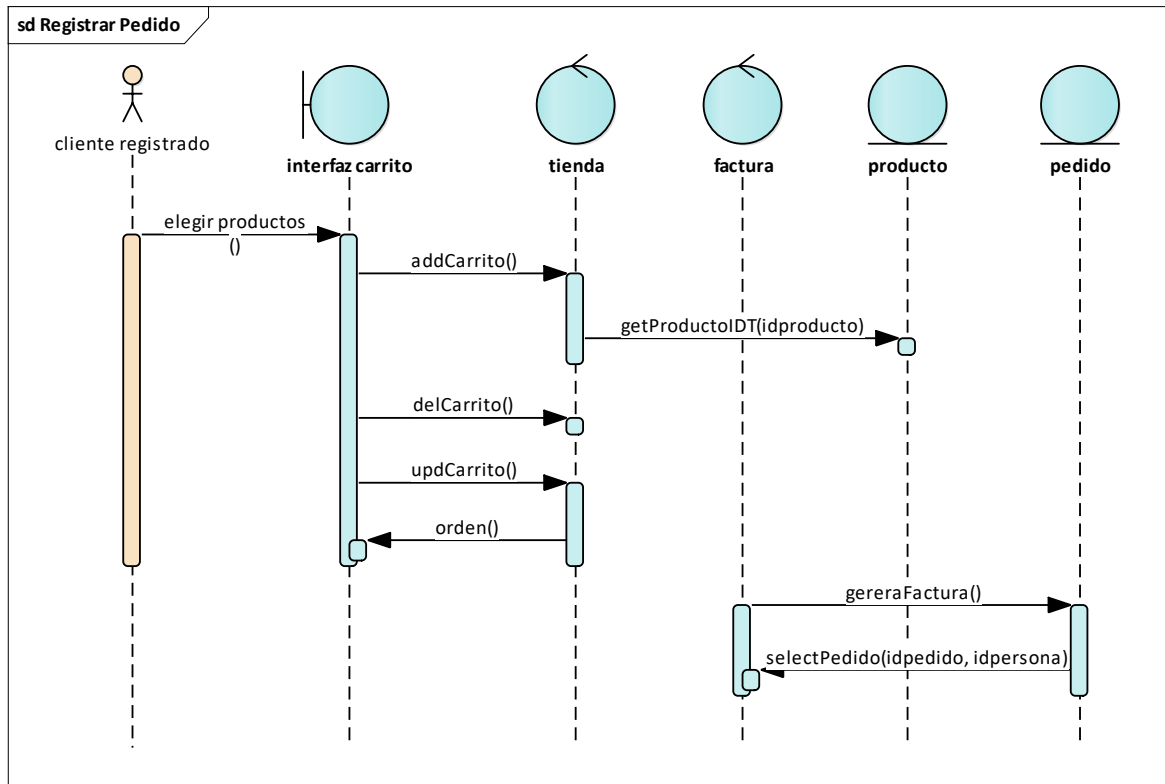 sd Registrar Pedido
cliente registrado
interfaz carrito
tienda
factura
producto
pedido
elegir productos
()
addCarrito()
getProductoIDT(idproducto)
delCarrito()
updCarrito()
orden()
gereraFactura()
selectPedido(idpedido, idpersona)